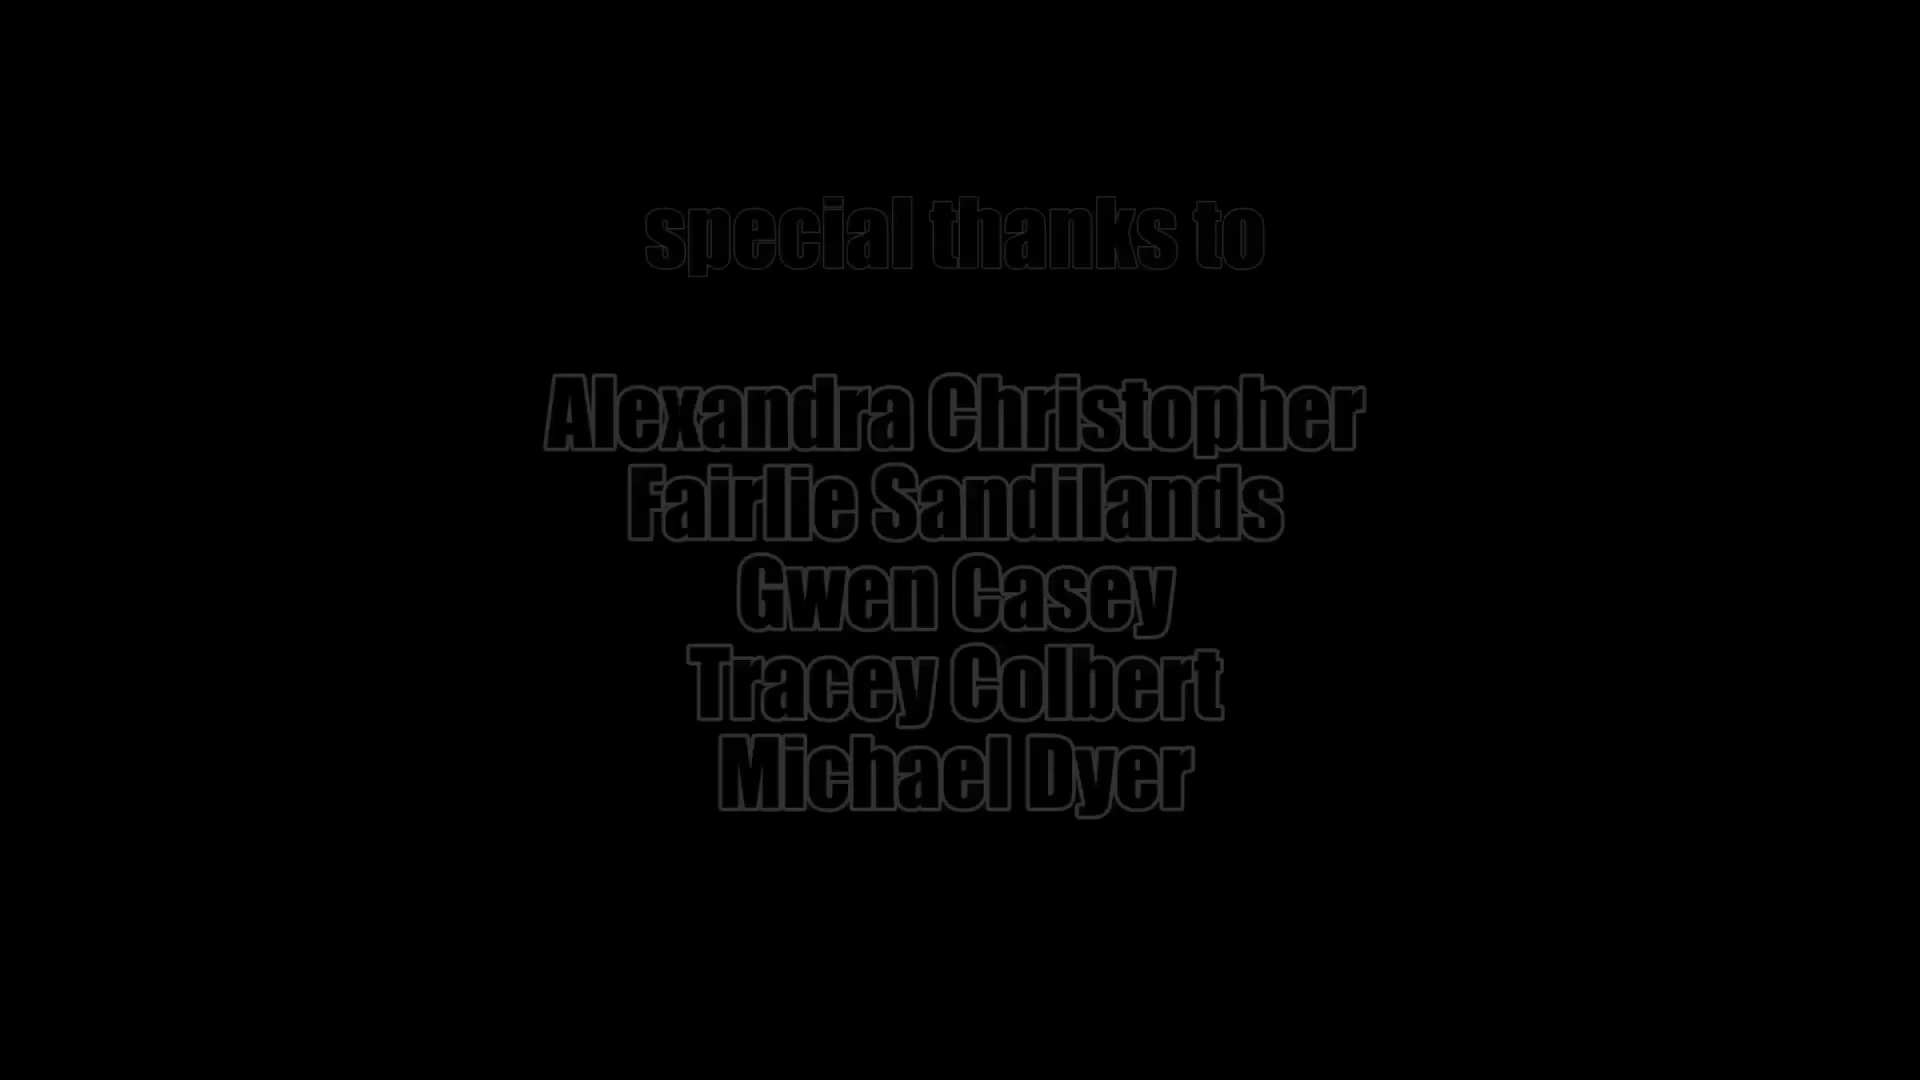 special thanks to
Alexandra Christopher
Fairlie Sandilands
Gwen Casey
Tracey Colbert
Michael Dyer